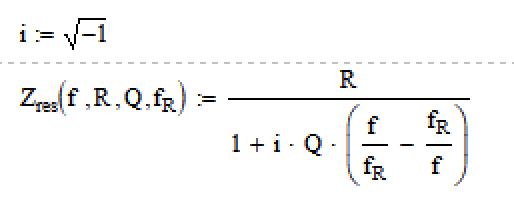 i := √−1
Z_res(f ,R ,Q,f_R) := R / (1 + i · Q · (f / f_R − f_R / f))